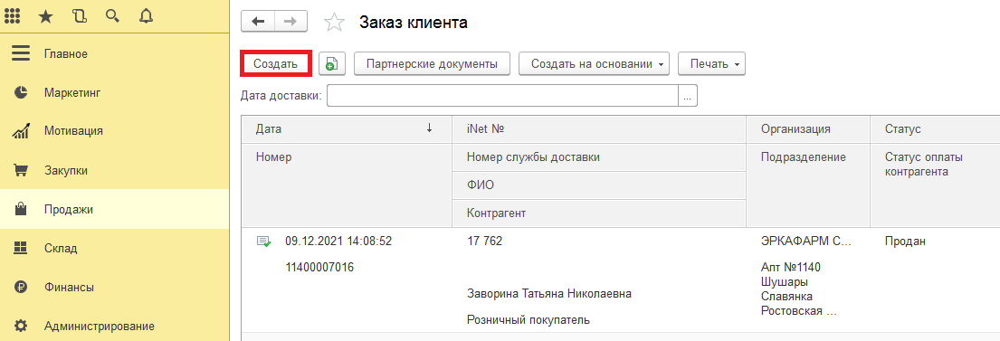 Заказ клиента
Главное
Маркетинг
Мотивация
Закупки
Продажи
Склад
Финансы
Администрирование
Создать
Партнерские документы
Создать на основании
Печать
Дата доставки:
...
Дата
iNet №
Организация
Статус
Номер
Номер службы доставки
Подразделение
Статус оплаты
контрагента
ФИО
Контрагент
09.12.2021 14:08:52
17 762
ЭРКАФАРМ С...
Продан
11400007016
Апт №1140
Шушары
Славянка
Ростовская ...
Заворина Татьяна Николаевна
Розничный покупатель